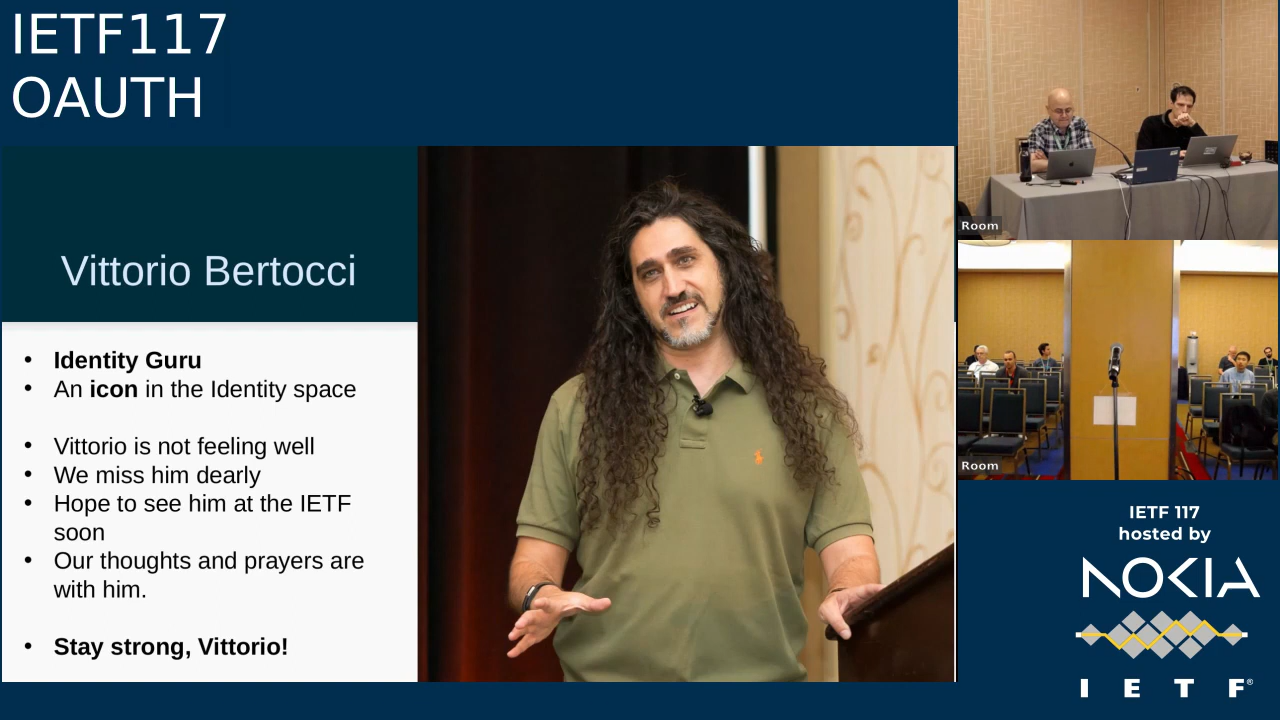 IETF117
OAUTH
Vittorio Bertocci
• Identity Guru
• An icon in the Identity space
• Vittorio is not feeling well
• We miss him dearly
• Hope to see him at the IETF
soon
• Our thoughts and prayers are
with him.
• Stay strong, Vittorio!
Room
Room
IETF 117
hosted by
NOKIA
I E T F®